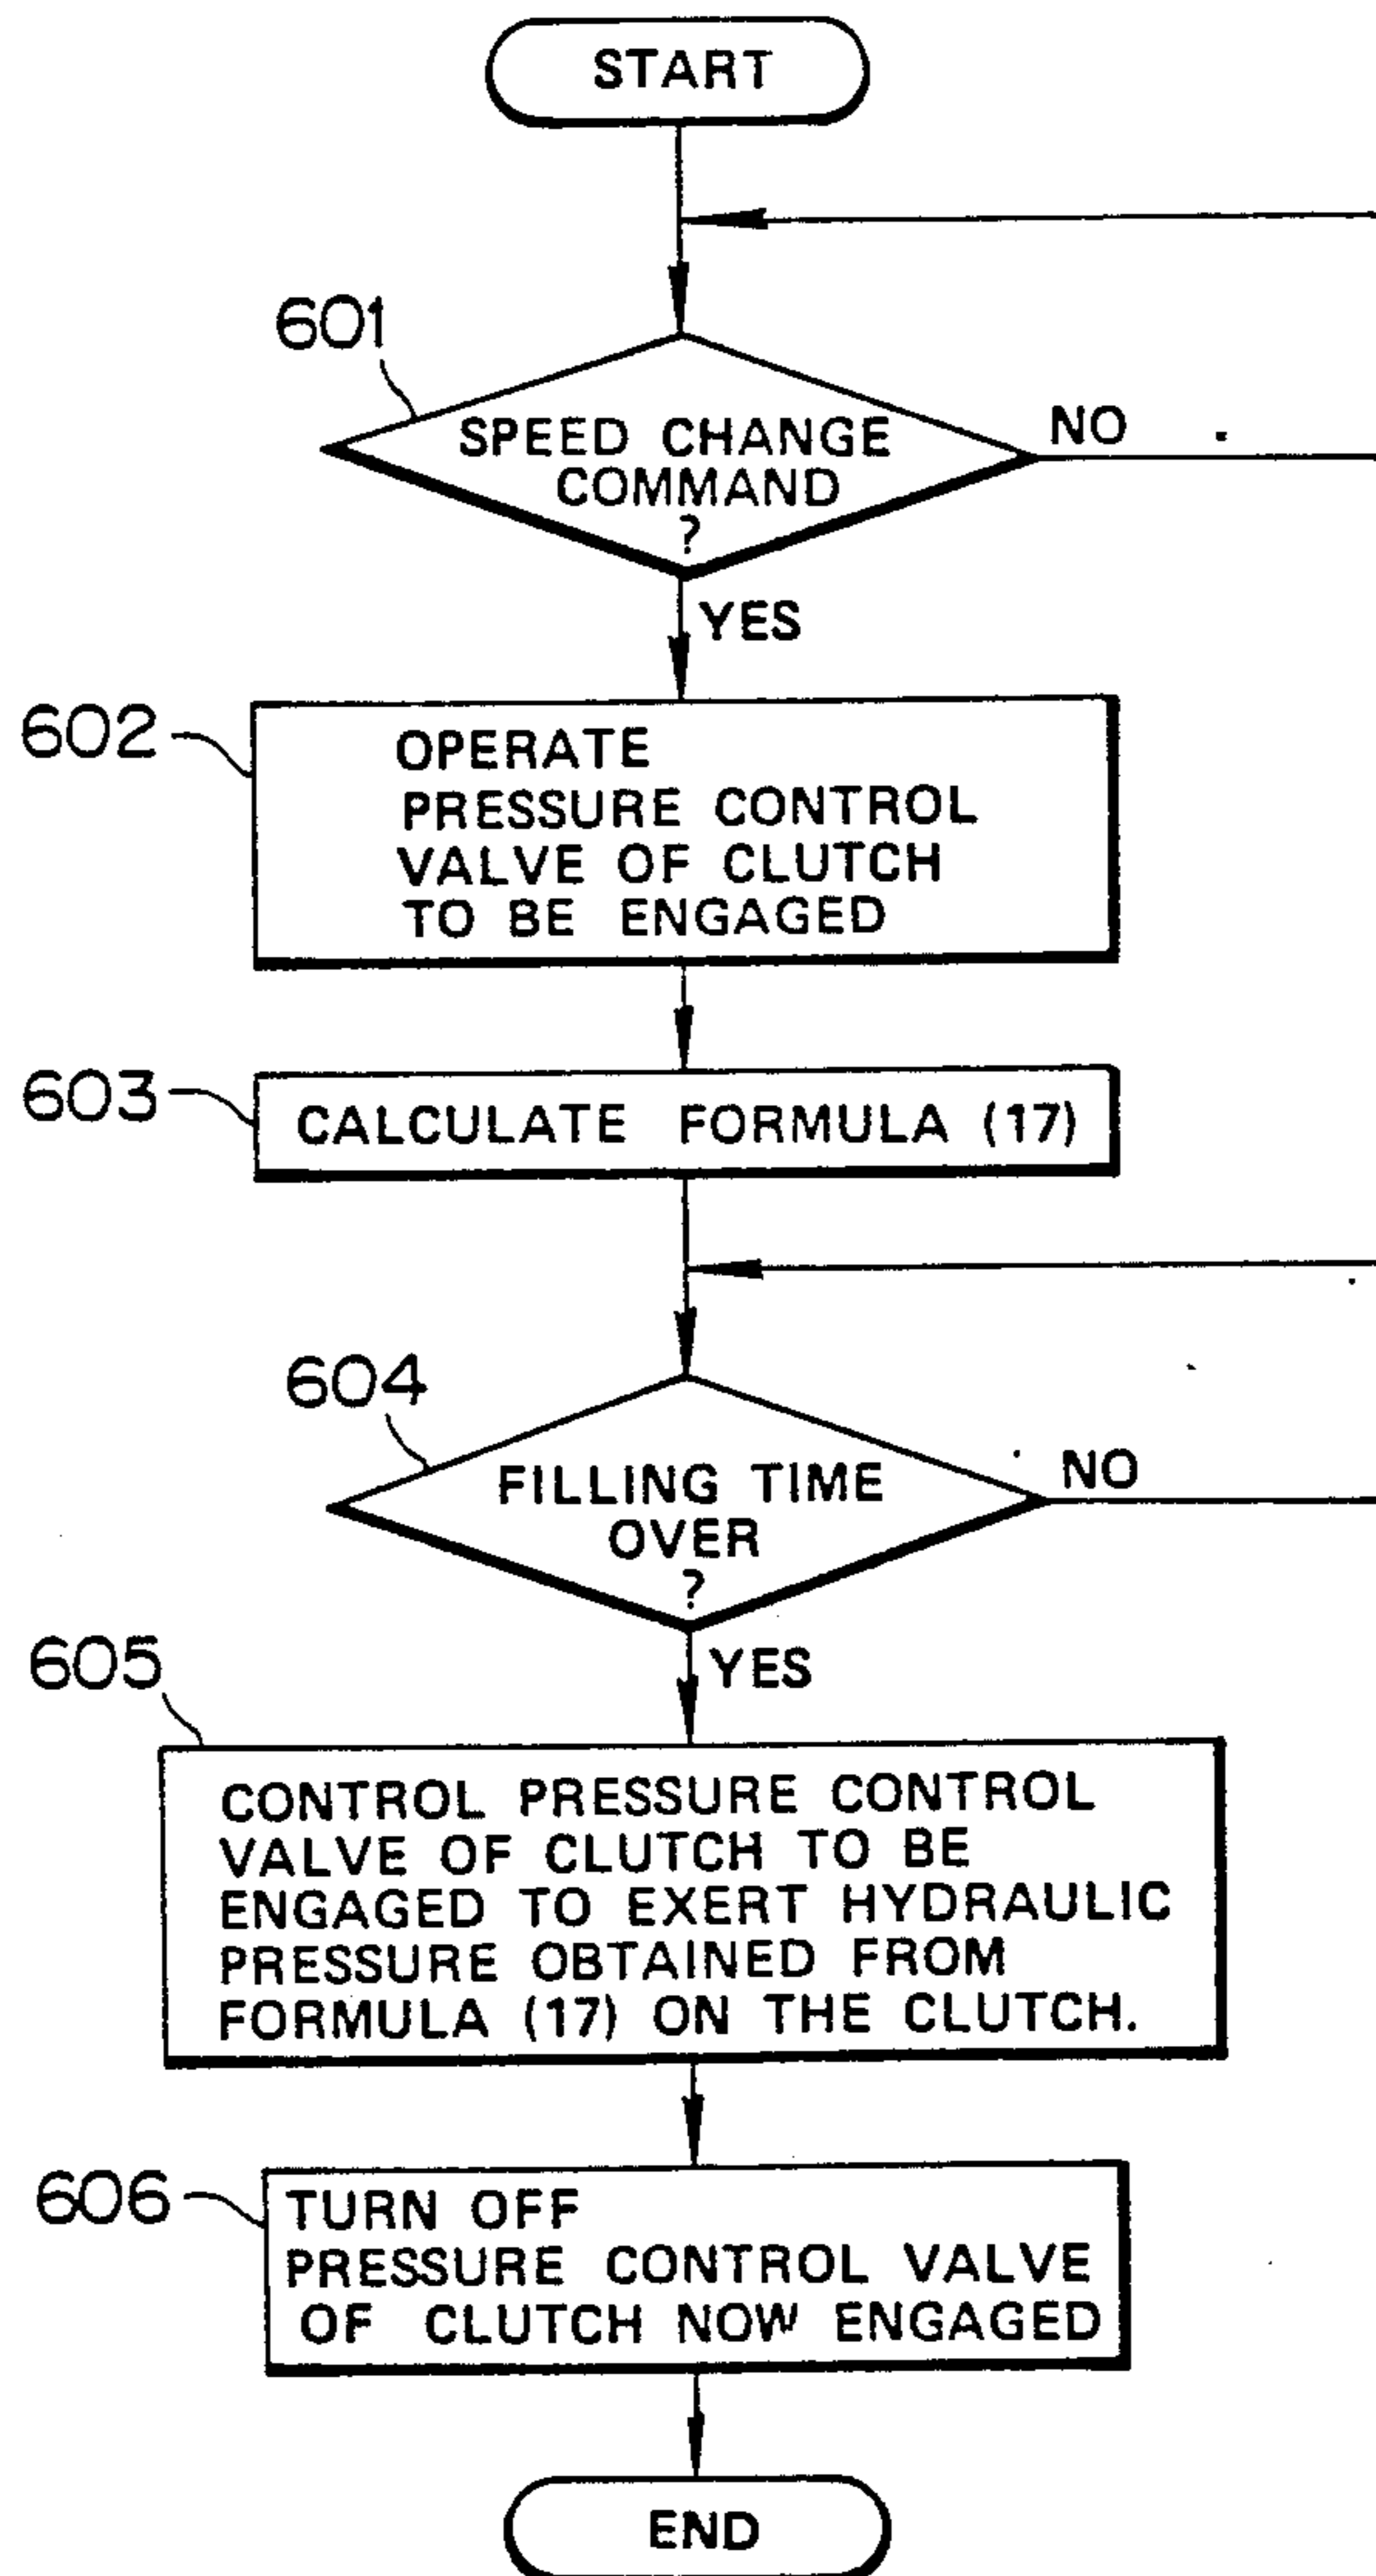 START
601
SPEED CHANGE
COMMAND
?
NO
YES
602
OPERATE
PRESSURE CONTROL
VALVE OF CLUTCH
TO BE ENGAGED
603
CALCULATE FORMULA (17)
604
FILLING TIME
OVER
?
NO
YES
605
CONTROL PRESSURE CONTROL
VALVE OF CLUTCH TO BE
ENGAGED TO EXERT HYDRAULIC
PRESSURE OBTAINED FROM
FORMULA (17) ON THE CLUTCH.
606
TURN OFF
PRESSURE CONTROL VALVE
OF CLUTCH NOW ENGAGED
END